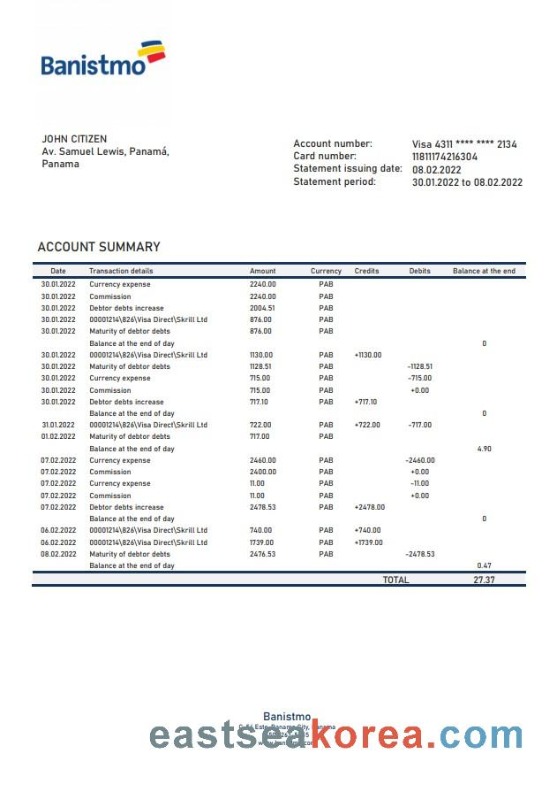 Banistmo
JOHN CITIZEN
Av. Samuel Lewis, Panamá,
Panama
Account number: Visa 4311 **** **** 2134
Card number: 11811174216304
Statement issuing date: 08.02.2022
Statement period: 30.01.2022 to 08.02.2022
ACCOUNT SUMMARY
Date Transaction details Amount Currency Credits Debits Balance at the end
30.01.2022 Currency expense 2240.00 PAB
30.01.2022 Commission 2240.00 PAB
30.01.2022 Debtor debts increase 2004.51 PAB
30.01.2022 00001214\826\Visa Direct\Skrill Ltd 876.00 PAB
30.01.2022 Maturity of debtor debts 876.00 PAB
Balance at the end of day 0
30.01.2022 00001214\826\Visa Direct\Skrill Ltd 1130.00 PAB +1130.00
30.01.2022 Maturity of debtor debts 1128.51 PAB -1128.51
30.01.2022 Currency expense 715.00 PAB -715.00
30.01.2022 Commission 715.00 PAB +0.00
30.01.2022 Debtor debts increase 717.10 PAB +717.10
Balance at the end of day 0
31.01.2022 00001214\826\Visa Direct\Skrill Ltd 722.00 PAB +722.00 -717.00
01.02.2022 Maturity of debtor debts 717.00 PAB
Balance at the end of day 4.90
07.02.2022 Currency expense 2460.00 PAB -2460.00
07.02.2022 Commission 2400.00 PAB +0.00
07.02.2022 Currency expense 11.00 PAB -11.00
07.02.2022 Commission 11.00 PAB +0.00
07.02.2022 Debtor debts increase 2478.53 PAB +2478.00
Balance at the end of day 0
06.02.2022 00001214\826\Visa Direct\Skrill Ltd 740.00 PAB +740.00
06.02.2022 00001214\826\Visa Direct\Skrill Ltd 1739.00 PAB +1739.00
08.02.2022 Maturity of debtor debts 2476.53 PAB -2478.53
Balance at the end of day 0.47
TOTAL 27.37
Banistmo
eastseakorea.com